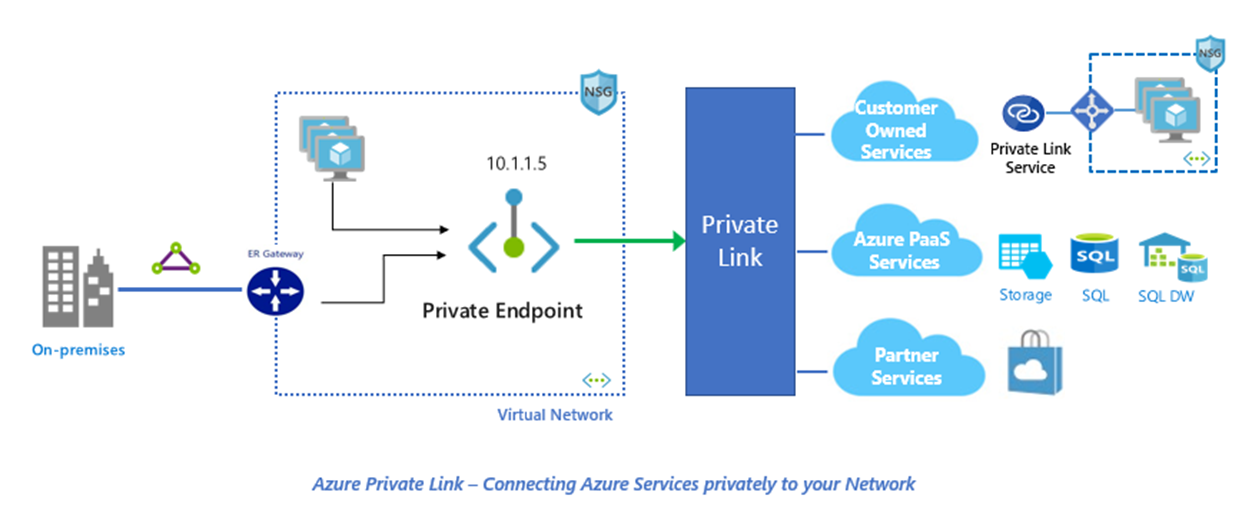 NSG
10.1.1.5
ER Gateway
Private Endpoint
On-premises
Virtual Network
Private
Link
Customer
Owned
Services
Private Link
Service
NSG
Azure PaaS
Services
SQL
SQL
Storage
SQL
SQL DW
Partner
Services
Azure Private Link – Connecting Azure Services privately to your Network